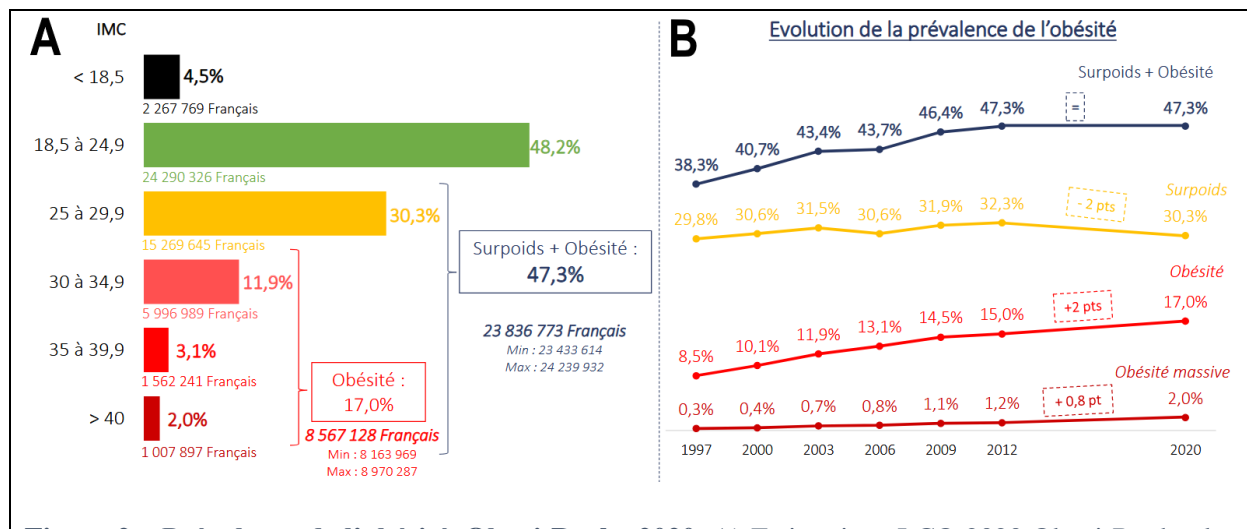 A
IMC
< 18,5
4,5%
2 267 769 Français
18,5 à 24,9
48,2%
24 290 326 Français
25 à 29,9
30,3%
15 269 645 Français
30 à 34,9
11,9%
5 996 989 Français
35 à 39,9
3,1%
1 562 241 Français
> 40
2,0%
1 007 897 Français
Obésité :
17,0%
8 567 128 Français
Min : 8 163 969
Max : 8 970 287
Surpoids + Obésité :
47,3%
23 836 773 Français
Min : 23 433 614
Max : 24 239 932
B
Evolution de la prévalence de l'obésité
Surpoids + Obésité
38,3% 40,7% 43,4% 43,7% 46,4% 47,3% = 47,3%
Surpoids
29,8% 30,6% 31,5% 30,6% 31,9% 32,3% - 2 pts 30,3%
Obésité
8,5% 10,1% 11,9% 13,1% 14,5% 15,0% +2 pts 17,0%
Obésité massive
0,3% 0,4% 0,7% 0,8% 1,1% 1,2% + 0,8 pt 2,0%
1997 2000 2003 2006 2009 2012 2020